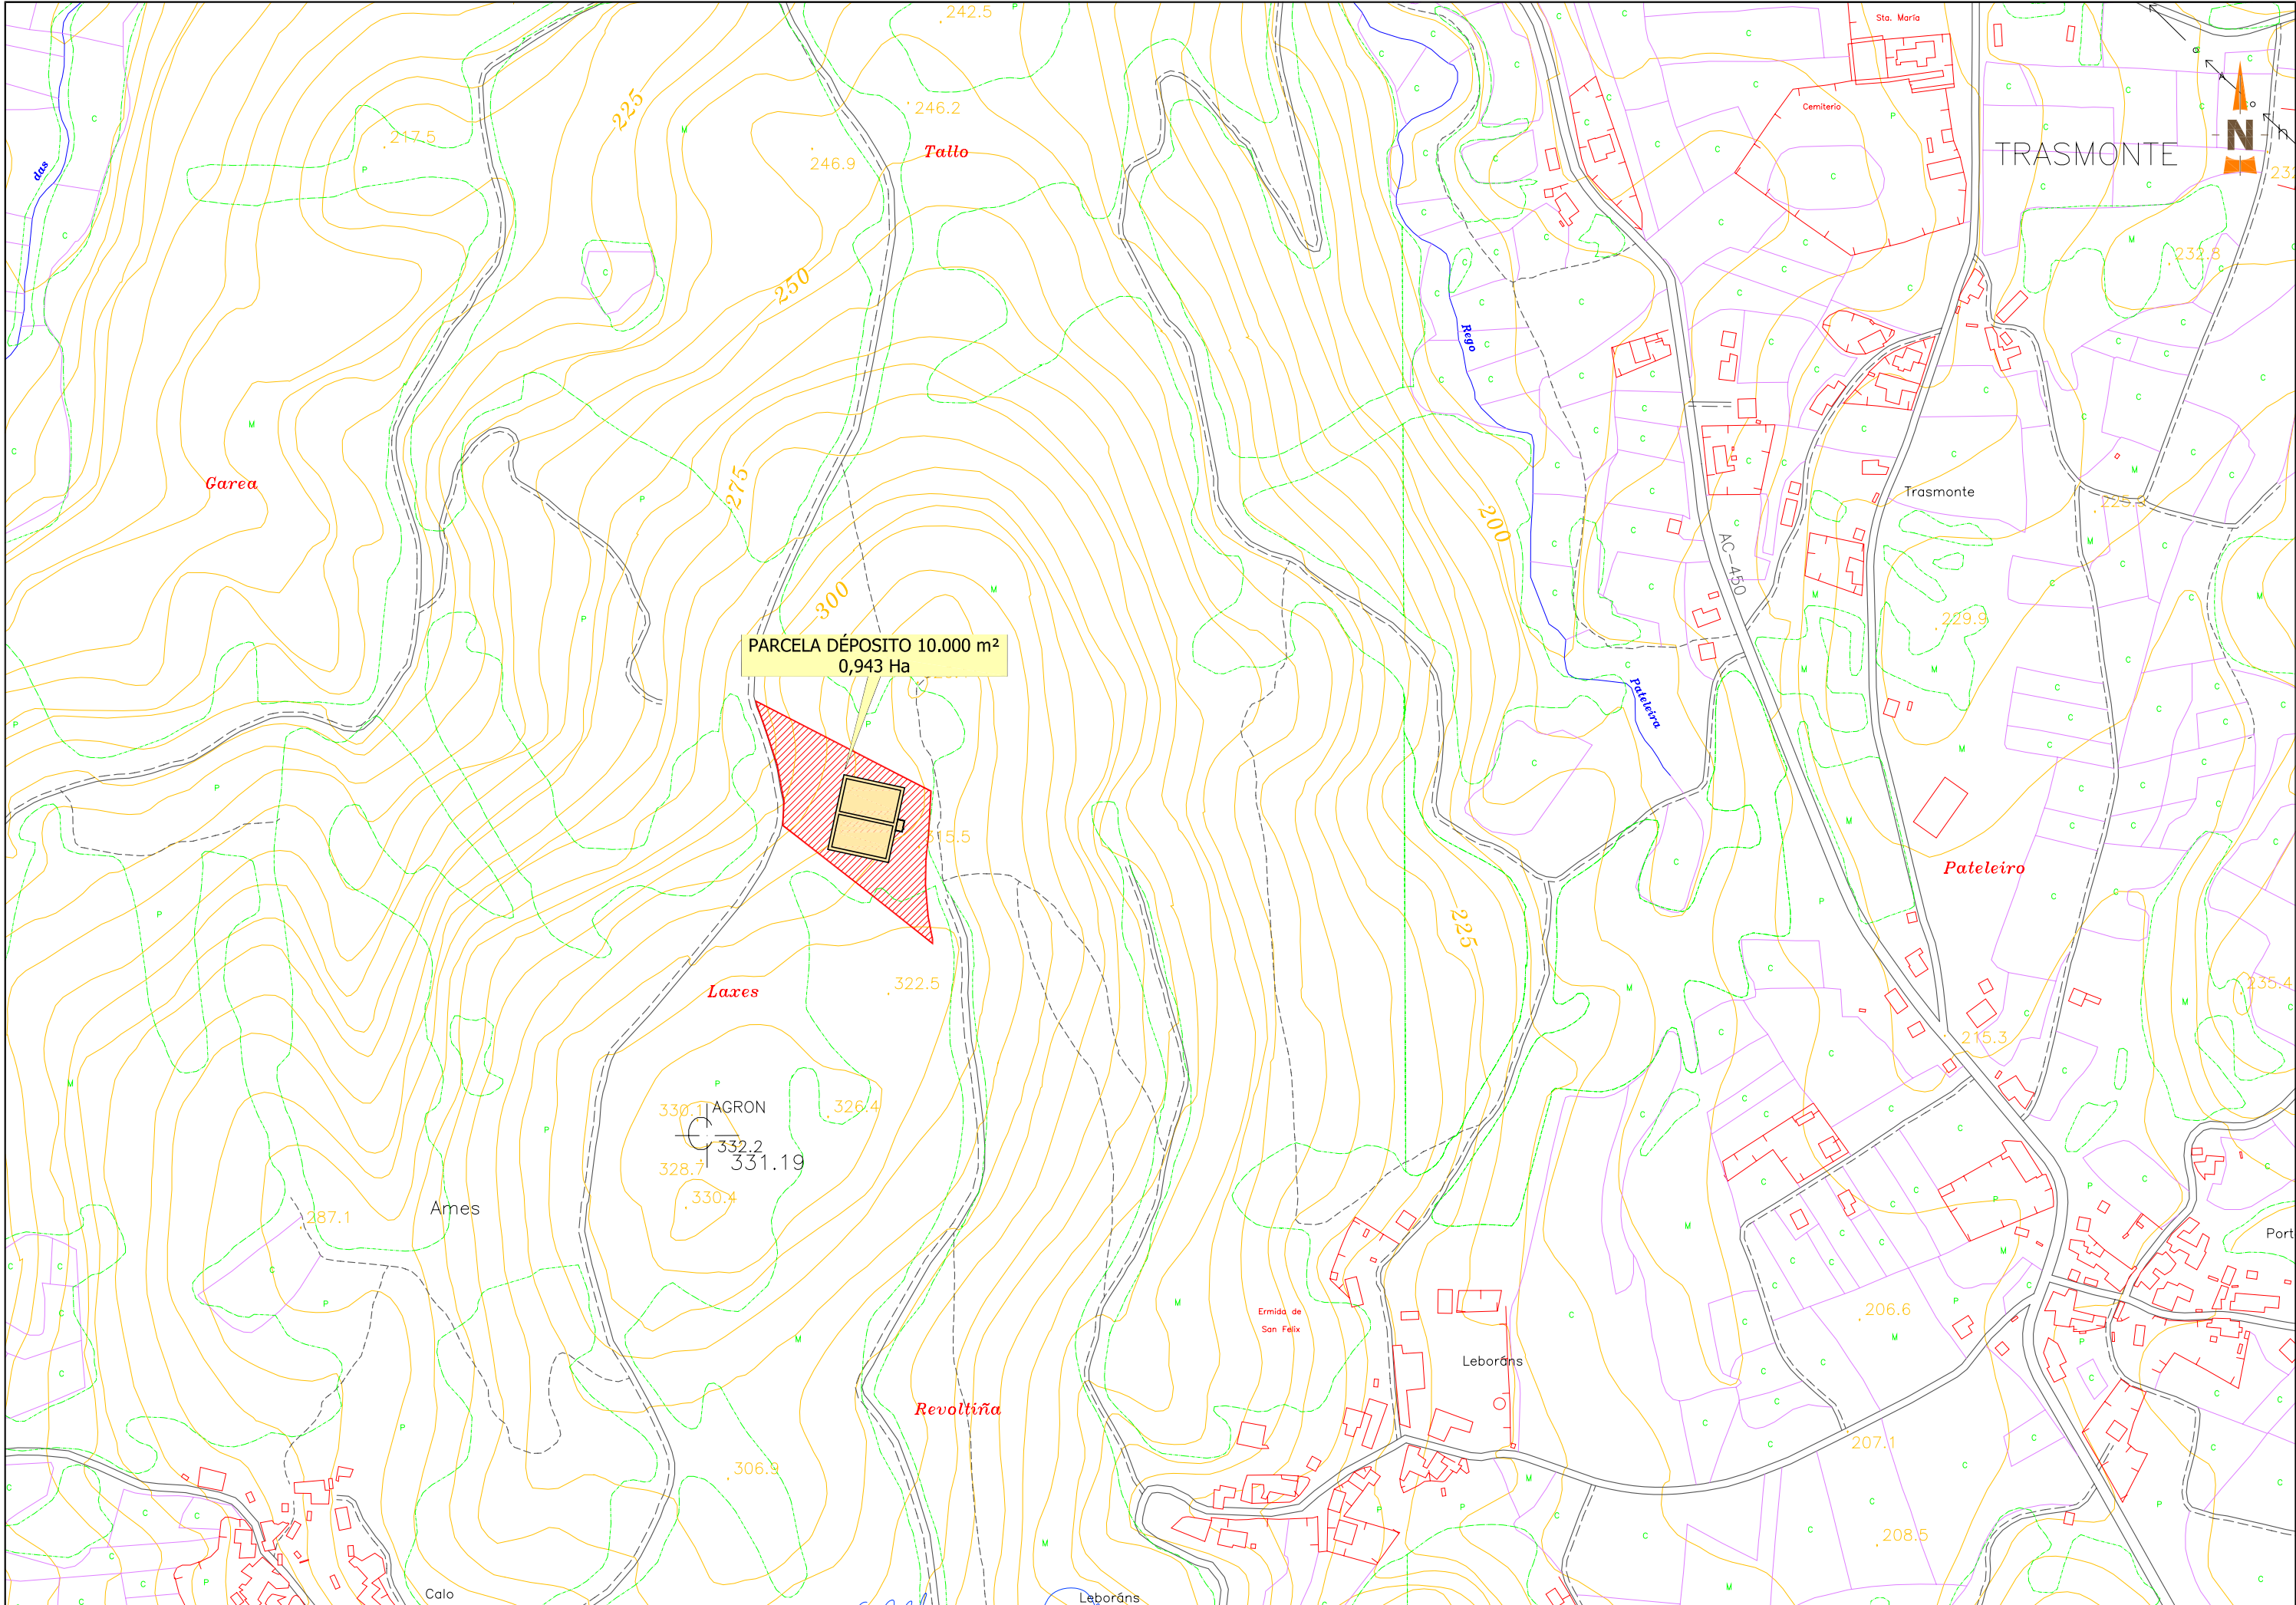 242.5
Sta. María
das
217.5
225
246.2
246.9
Tallo
Cemiterio
TRASMONTE
N
232.8
250
Rego
Garea
275
200
Trasmonte
AC-450
300
229.9
PARCELA DÉPOSITO 10.000 m²
0,943 Ha
Pateleira
315.5
Pateleiro
225
Laxes
322.5
235.4
215.3
AGRON
330.1
326.4
332.2
331.19
328.7
330.4
287.1
Ames
Port
206.6
Ermida de
San Felix
Leboráns
Revoltiña
306.9
207.1
208.5
Calo
Leboráns